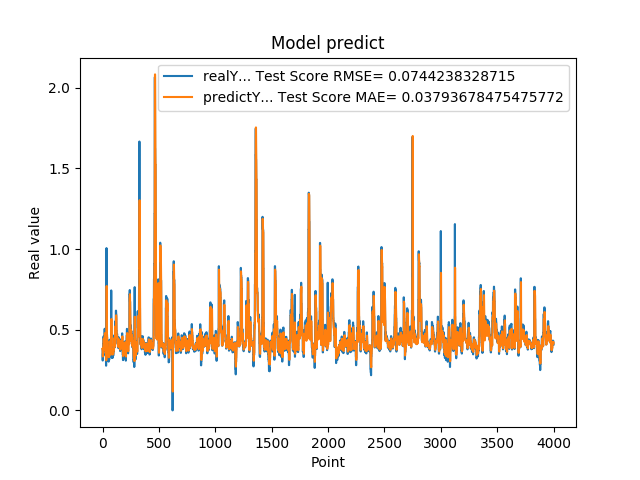 Model predict
realY... Test Score RMSE= 0.0744238328715
predictY... Test Score MAE= 0.03793678475475772
2.0
1.5
1.0
0.5
0.0
Real value
0 500 1000 1500 2000 2500 3000 3500 4000
Point